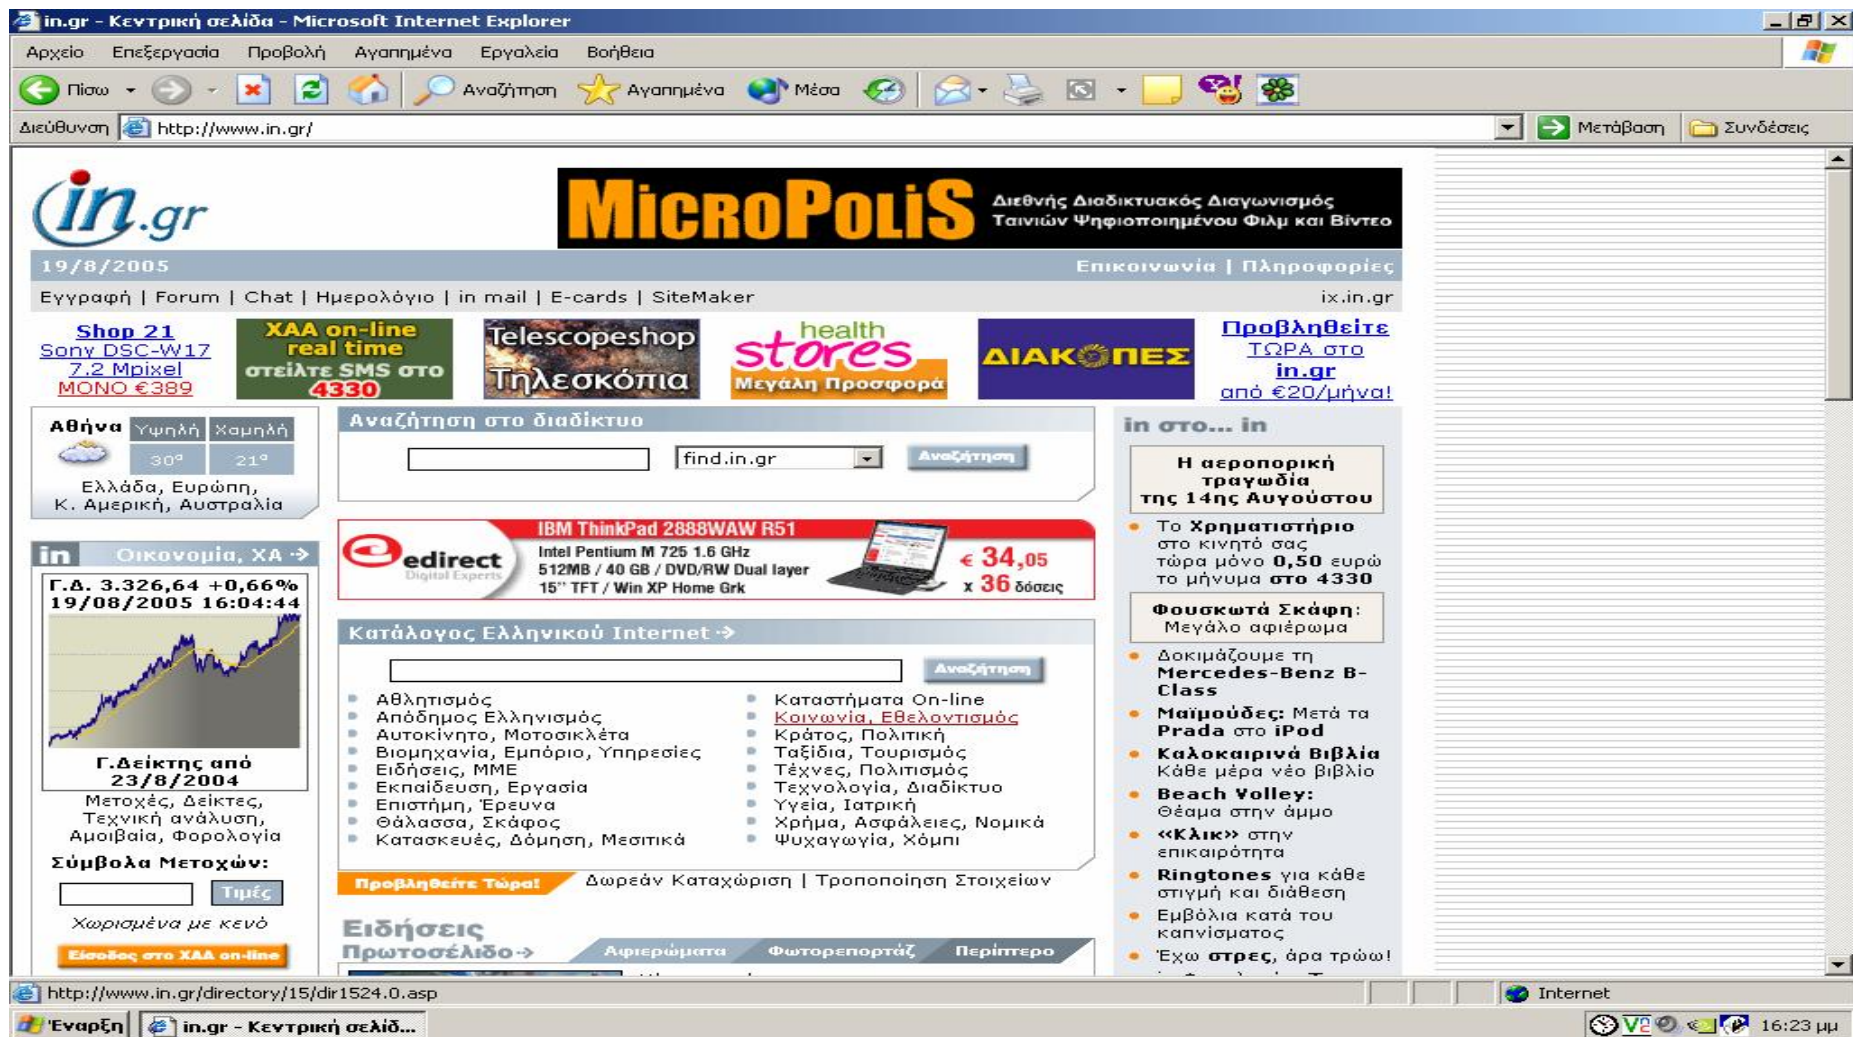 in.gr - Κεντρική σελίδα - Microsoft Internet Explorer
Αρχείο Επεξεργασία Προβολή Αγαπημένα Εργαλεία Βοήθεια
Πίσω Αναζήτηση Αγαπημένα Μέσα
Διεύθυνση http://www.in.gr/ Μετάβαση Συνδέσεις
in.gr
MICROPOLIS
Διεθνής Διαδικτυακός Διαγωνισμός
Ταινιών Ψηφιοποιημένου Φιλμ και Βίντεο
19/8/2005 Επικοινωνία | Πληροφορίες
Εγγραφή | Forum | Chat | Ημερολόγιο | in mail | E-cards | SiteMaker ix.in.gr
Shop 21
Sony DSC-W17
7.2 Mpixel
ΜΟΝΟ €389
ΧΑΑ on-line
real time
στείλτε SMS στο
4330
Telescopeshop
Τηλεσκόπια
health
stores
Μεγάλη Προσφορά
ΔΙΑΚΟΠΕΣ
Προβληθείτε
ΤΩΡΑ στο
in.gr
από €20/μήνα!
Αθήνα Υψηλή Χαμηλή
30° 21°
Ελλάδα, Ευρώπη,
Κ. Αμερική, Αυστραλία
in Οικονομία, ΧΑ
Γ.Δ. 3.326,64 +0,66%
19/08/2005 16:04:44
Γ.Δείκτης από
23/8/2004
Μετοχές, Δείκτες,
Τεχνική ανάλυση,
Αμοιβαία, Φορολογία
Σύμβολα Μετοχών:
Τιμές
Χωρισμένα με κενό
Είσοδος στο ΧΑΑ on-line
Αναζήτηση στο διαδίκτυο
find.in.gr Αναζήτηση
edirect
Digital Experts
IBM ThinkPad 2888WAW R51
Intel Pentium M 725 1.6 GHz
512MB / 40 GB / DVD/RW Dual layer
15'' TFT / Win XP Home Grk
€ 34,05
x 36 δόσεις
Κατάλογος Ελληνικού Internet
Αναζήτηση
Αθλητισμός
Απόδημος Ελληνισμός
Αυτοκίνητο, Μοτοσικλέτα
Βιομηχανία, Εμπόριο, Υπηρεσίες
Ειδήσεις, ΜΜΕ
Εκπαίδευση, Εργασία
Επιστήμη, Έρευνα
Θάλασσα, Σκάφος
Κατασκευές, Δόμηση, Μεσιτικά
Καταστήματα On-line
Κοινωνία, Εθελοντισμός
Κράτος, Πολιτική
Ταξίδια, Τουρισμός
Τέχνες, Πολιτισμός
Τεχνολογία, Διαδίκτυο
Υγεία, Ιατρική
Χρήμα, Ασφάλειες, Νομικά
Ψυχαγωγία, Χόμπι
Προβληθείτε Τώρα! Δωρεάν Καταχώριση | Τροποποίηση Στοιχείων
Ειδήσεις
Πρωτοσέλιδο Αφιερώματα Φωτορεπορτάζ Περίπτερο
in στο... in
Η αεροπορική
τραγωδία
της 14ης Αυγούστου
Το Χρηματιστήριο
στο κινητό σας
τώρα μόνο 0,50 ευρώ
το μήνυμα στο 4330
Φουσκωτά Σκάφη:
Μεγάλο αφιέρωμα
Δοκιμάζουμε τη
Mercedes-Benz B-
Class
Μαϊμούδες: Μετά τα
Prada στο iPod
Καλοκαιρινά Βιβλία
Κάθε μέρα νέο βιβλίο
Beach Volley:
Θέαμα στην άμμο
«Κλικ» στην
επικαιρότητα
Ringtones για κάθε
στιγμή και διάθεση
Εμβόλια κατά του
καπνίσματος
Έχω στρες, άρα τρώω!
http://www.in.gr/directory/15/dir1524.0.asp Internet
Έναρξη in.gr - Κεντρική σελίδ... 16:23 μμ